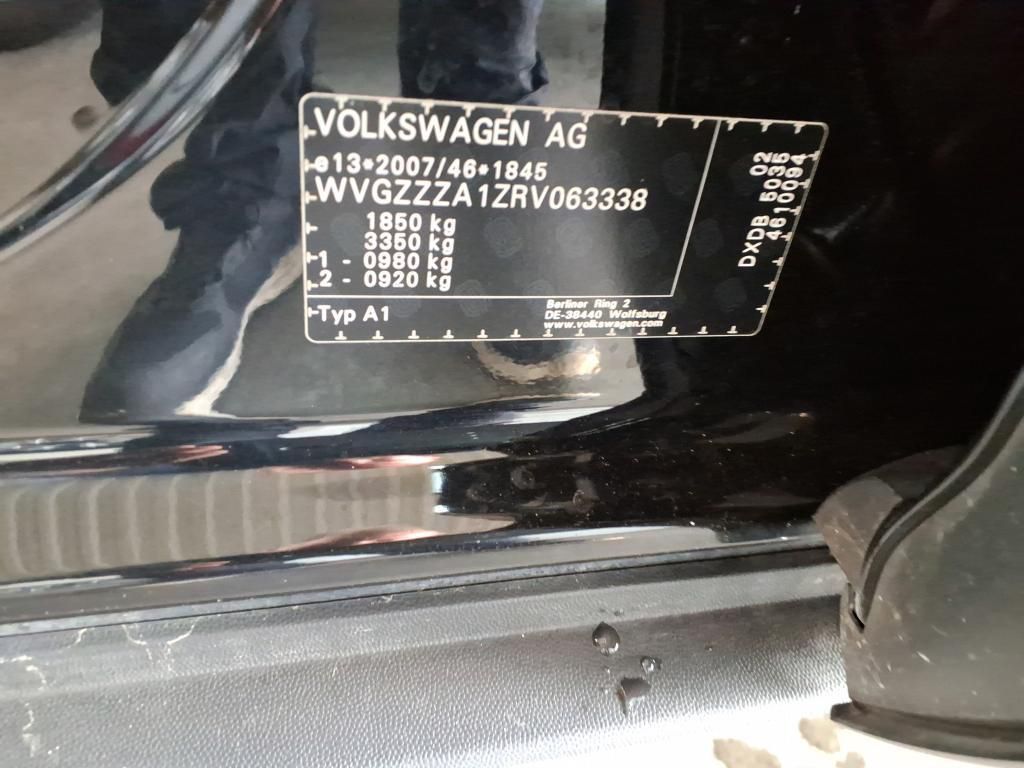 VOLKSWAGEN AG
e13*2007/46*1845
WVGZZZA1ZRV063338
1850 kg
3350 kg
1 - 0980 kg
2 - 0920 kg
Typ A1
Berliner Ring 2
DE-38440 Wolfsburg
www.volkswagen.com
DXDB 5035 02
4610094